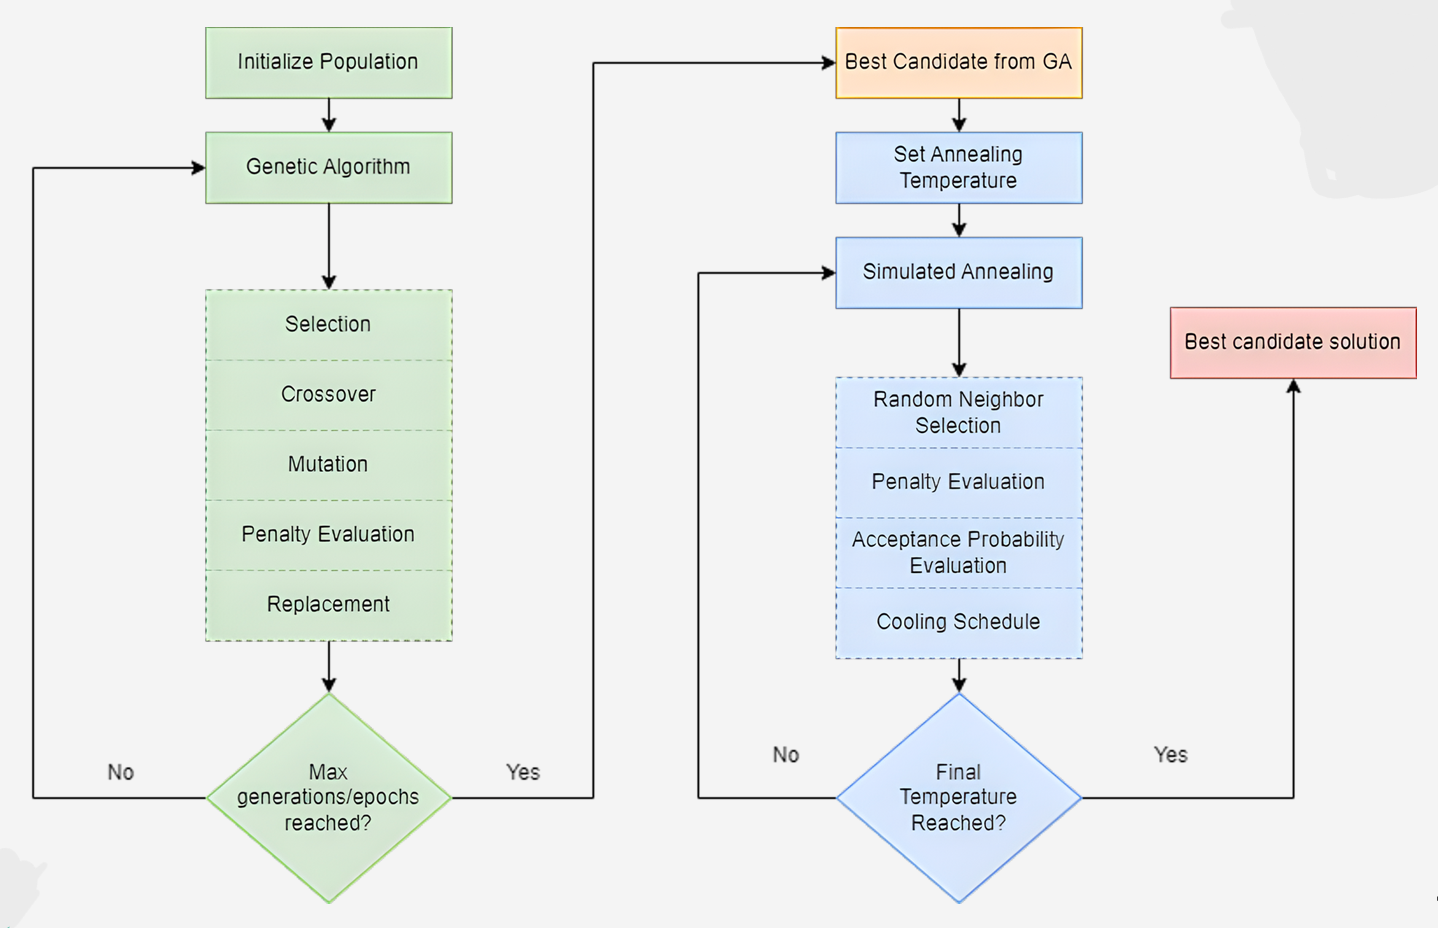 Initialize Population
Genetic Algorithm
Selection
Crossover
Mutation
Penalty Evaluation
Replacement
Max
generations/epochs
reached?
No
Yes
Best Candidate from GA
Set Annealing
Temperature
Simulated Annealing
Random Neighbor
Selection
Penalty Evaluation
Acceptance Probability
Evaluation
Cooling Schedule
Final
Temperature
Reached?
No
Yes
Best candidate solution